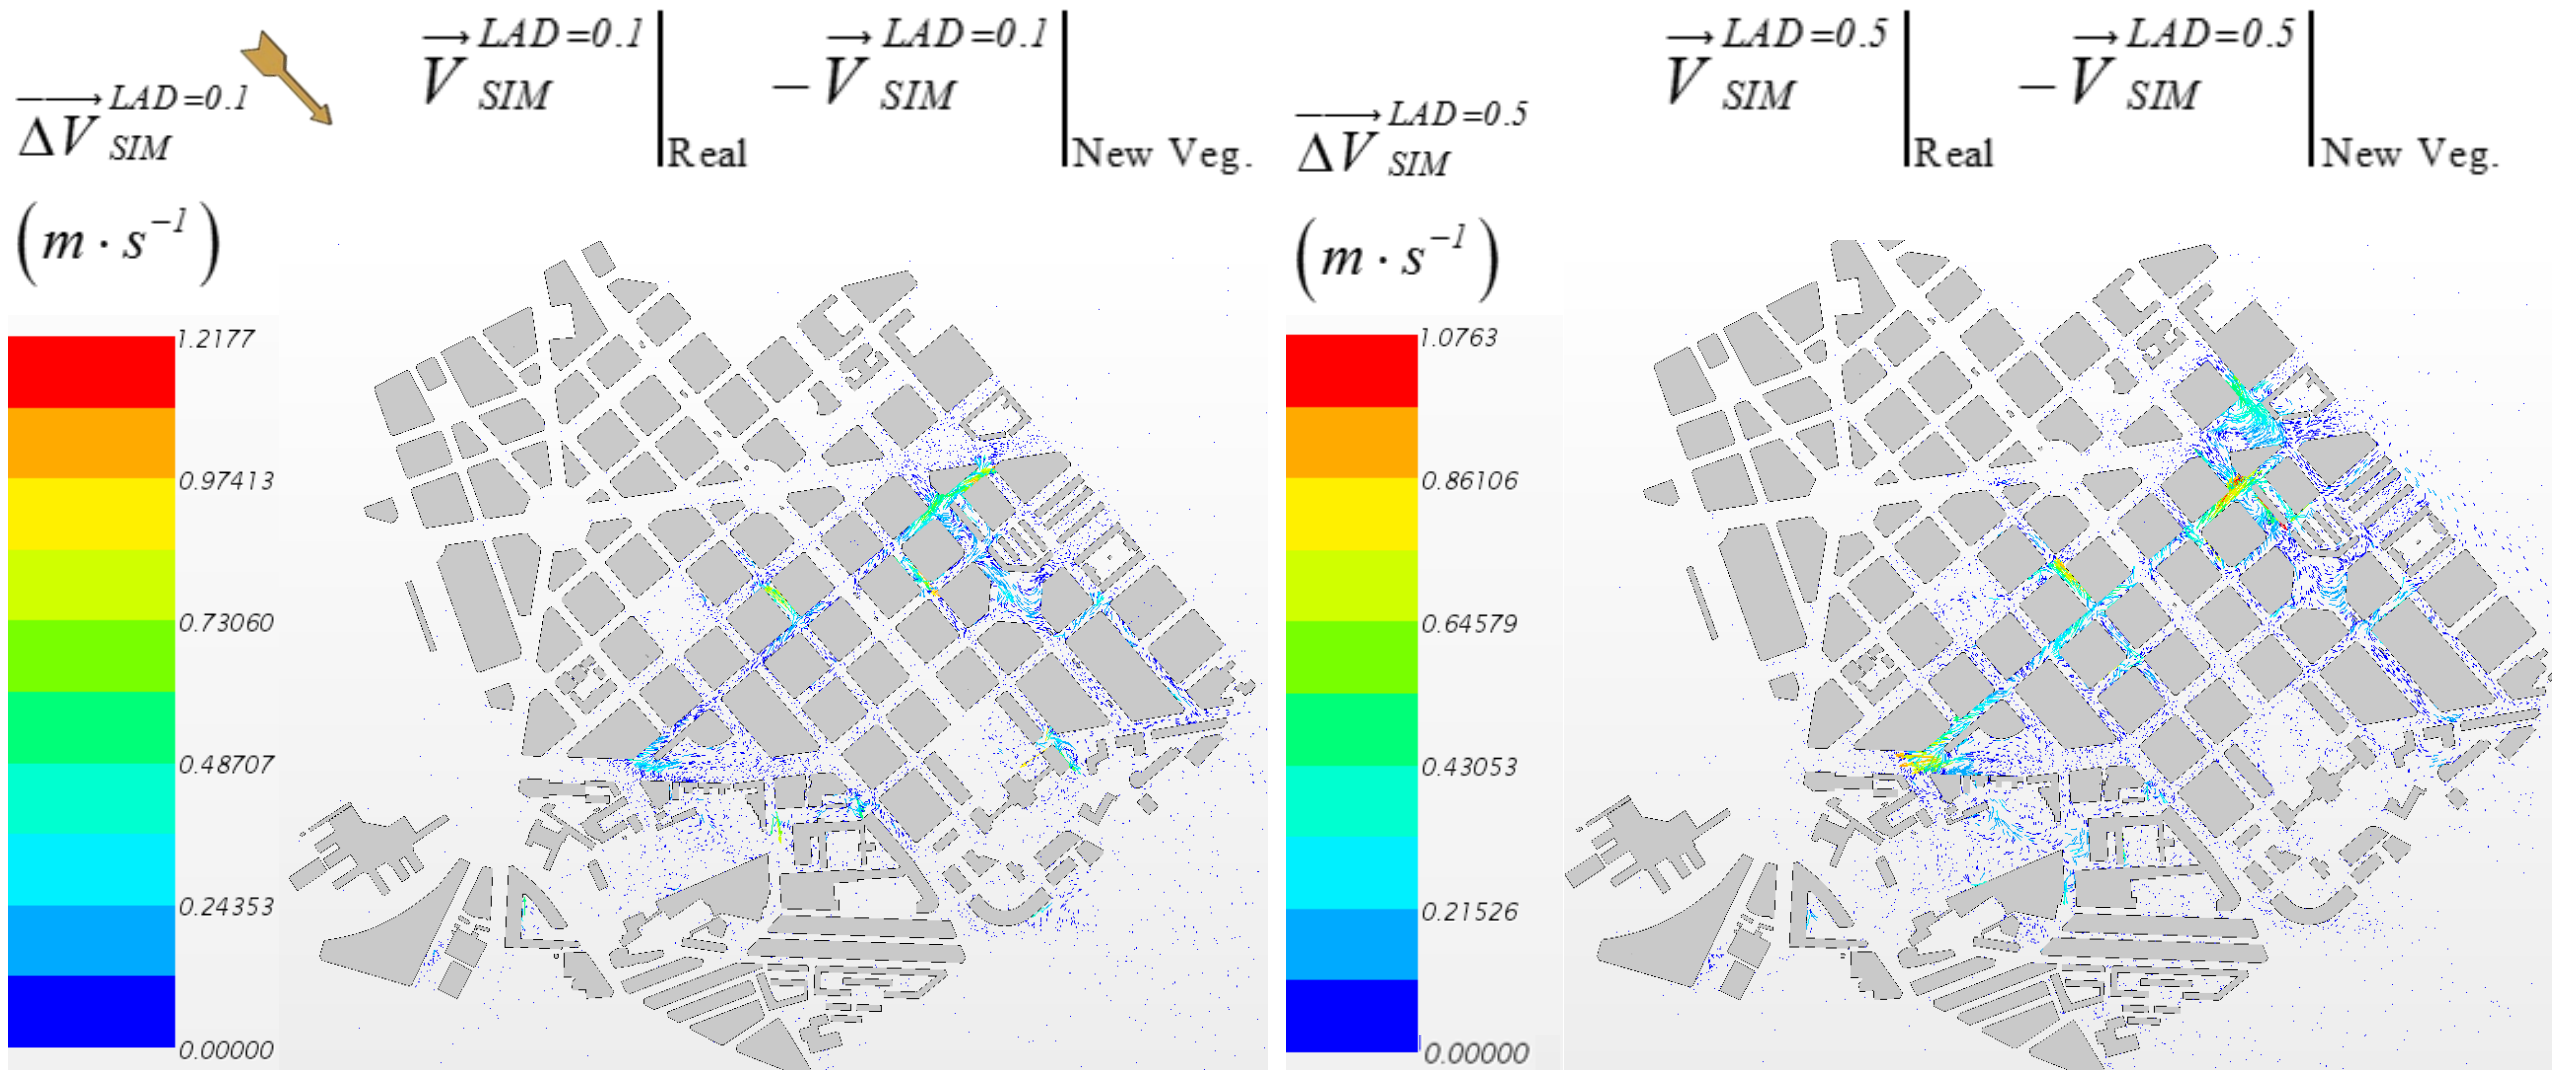 V⃗ SIM LAD=0.1 | Real − V⃗ SIM LAD=0.1 | New Veg.
ΔV⃗ SIM LAD=0.1
(m · s⁻¹)
1.2177
0.97413
0.73060
0.48707
0.24353
0.00000
V⃗ SIM LAD=0.5 | Real − V⃗ SIM LAD=0.5 | New Veg.
ΔV⃗ SIM LAD=0.5
(m · s⁻¹)
1.0763
0.86106
0.64579
0.43053
0.21526
0.00000